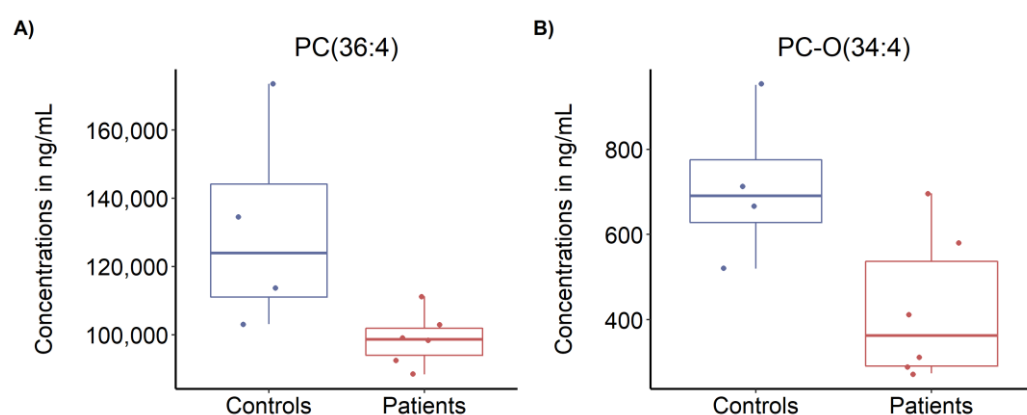 A)
PC(36:4)
Concentrations in ng/mL
160,000
140,000
120,000
100,000
Controls Patients
B)
PC-O(34:4)
Concentrations in ng/mL
800
600
400
Controls Patients